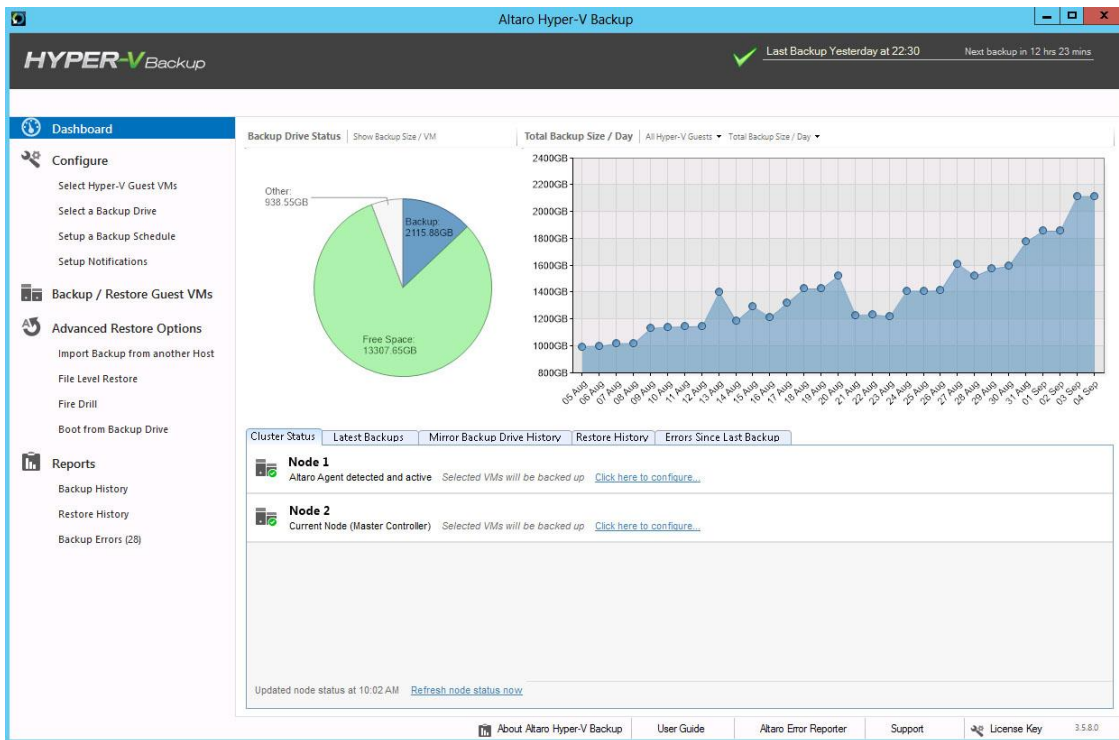 Altaro Hyper-V Backup
HYPER-V Backup
Last Backup Yesterday at 22:30
Next backup in 12 hrs 23 mins
Dashboard
Configure
Select Hyper-V Guest VMs
Select a Backup Drive
Setup a Backup Schedule
Setup Notifications
Backup / Restore Guest VMs
Advanced Restore Options
Import Backup from another Host
File Level Restore
Fire Drill
Boot from Backup Drive
Reports
Backup History
Restore History
Backup Errors (28)
Backup Drive Status Show Backup Size / VM
Other:
938.55GB
Backup:
2115.88GB
Free Space:
13307.65GB
Total Backup Size / Day All Hyper-V Guests Total Backup Size / Day
2400GB
2200GB
2000GB
1800GB
1600GB
1400GB
1200GB
1000GB
800GB
05 Aug 06 Aug 07 Aug 08 Aug 09 Aug 10 Aug 11 Aug 12 Aug 13 Aug 14 Aug 15 Aug 16 Aug 17 Aug 18 Aug 19 Aug 20 Aug 21 Aug 22 Aug 23 Aug 24 Aug 25 Aug 26 Aug 27 Aug 28 Aug 29 Aug 30 Aug 31 Aug 01 Sep 02 Sep 03 Sep 04 Sep
Cluster Status Latest Backups Mirror Backup Drive History Restore History Errors Since Last Backup
Node 1
Altaro Agent detected and active Selected VMs will be backed up Click here to configure...
Node 2
Current Node (Master Controller) Selected VMs will be backed up Click here to configure...
Updated node status at 10:02 AM Refresh node status now
About Altaro Hyper-V Backup User Guide Altaro Error Reporter Support License Key 3.5.8.0